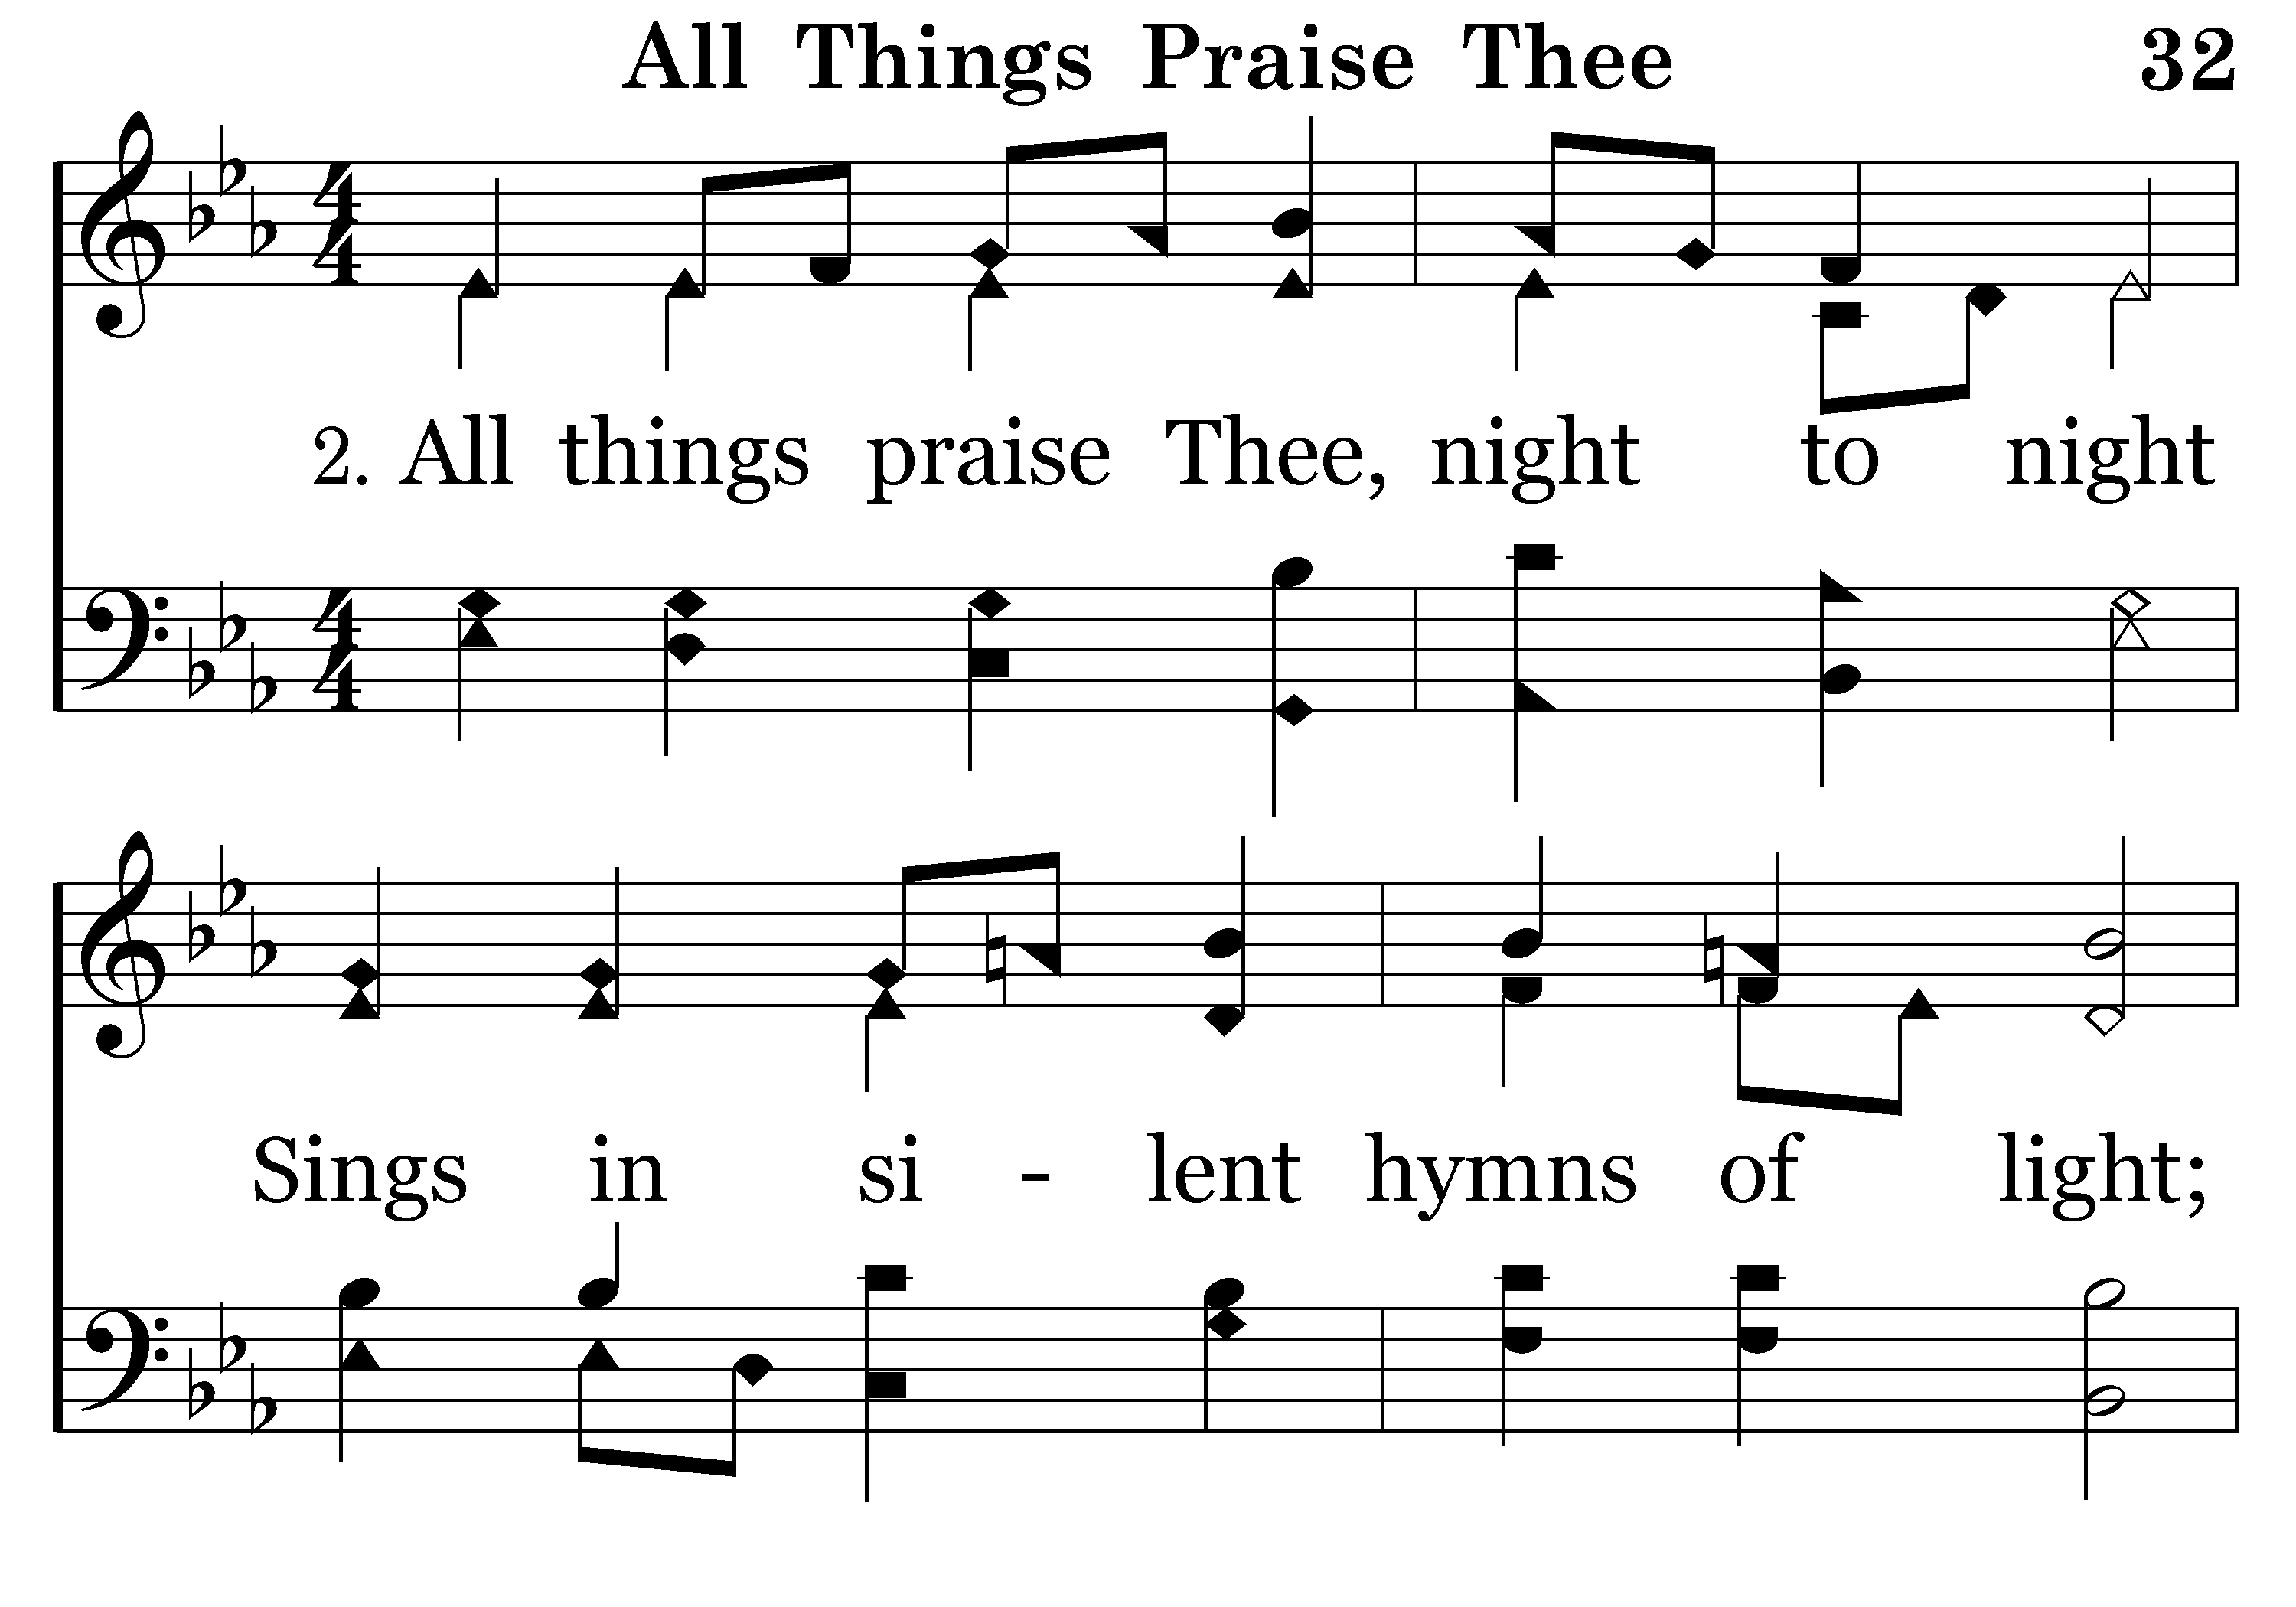 All Things Praise Thee 32
2. All things praise Thee, night to night
Sings in si - lent hymns of light;